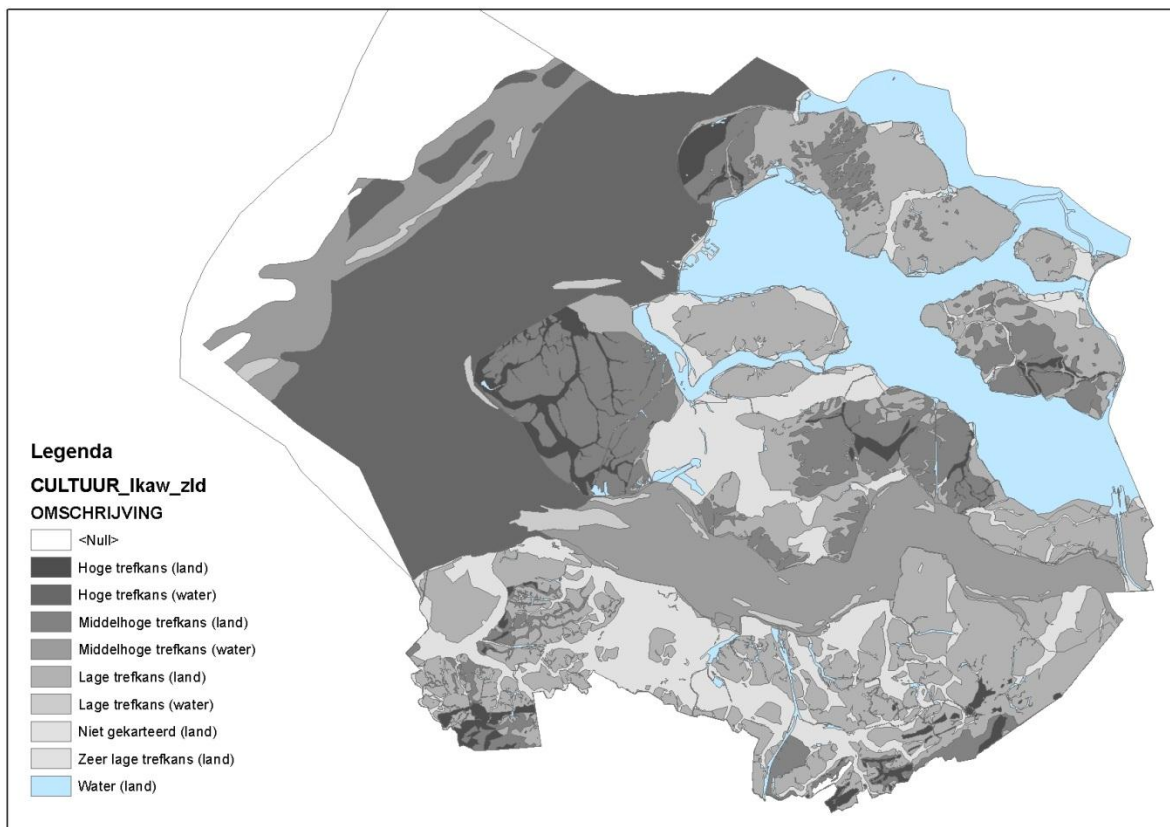 Legenda
CULTUUR_Ikaw_zld
OMSCHRIJVING
<Null>
Hoge trefkans (land)
Hoge trefkans (water)
Middelhoge trefkans (land)
Middelhoge trefkans (water)
Lage trefkans (land)
Lage trefkans (water)
Niet gekarteerd (land)
Zeer lage trefkans (land)
Water (land)